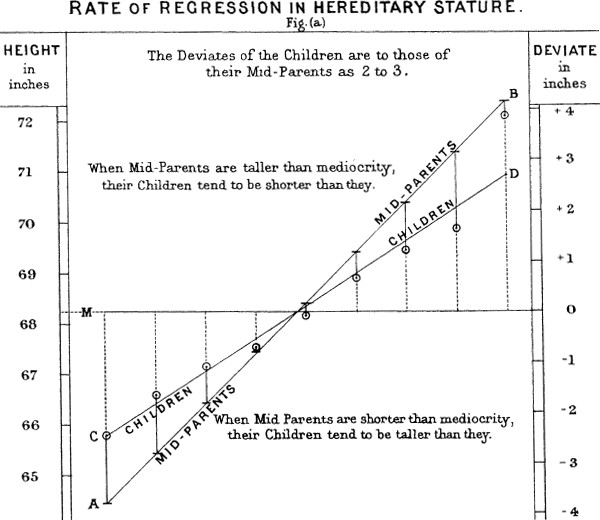 RATE OF REGRESSION IN HEREDITARY STATURE.
Fig.(a)
HEIGHT
in
inches
The Deviates of the Children are to those of
their Mid-Parents as 2 to 3.
DEVIATE
in
inches
B
+4
72
+3
71
When Mid-Parents are taller than mediocrity,
their Children tend to be shorter than they.
MID-PARENTS
D
+2
70
CHILDREN
+1
69
M
0
68
-1
67
CHILDREN
MID-PARENTS
-2
66
When Mid Parents are shorter than mediocrity,
their Children tend to be taller than they.
C
-3
65
A
-4